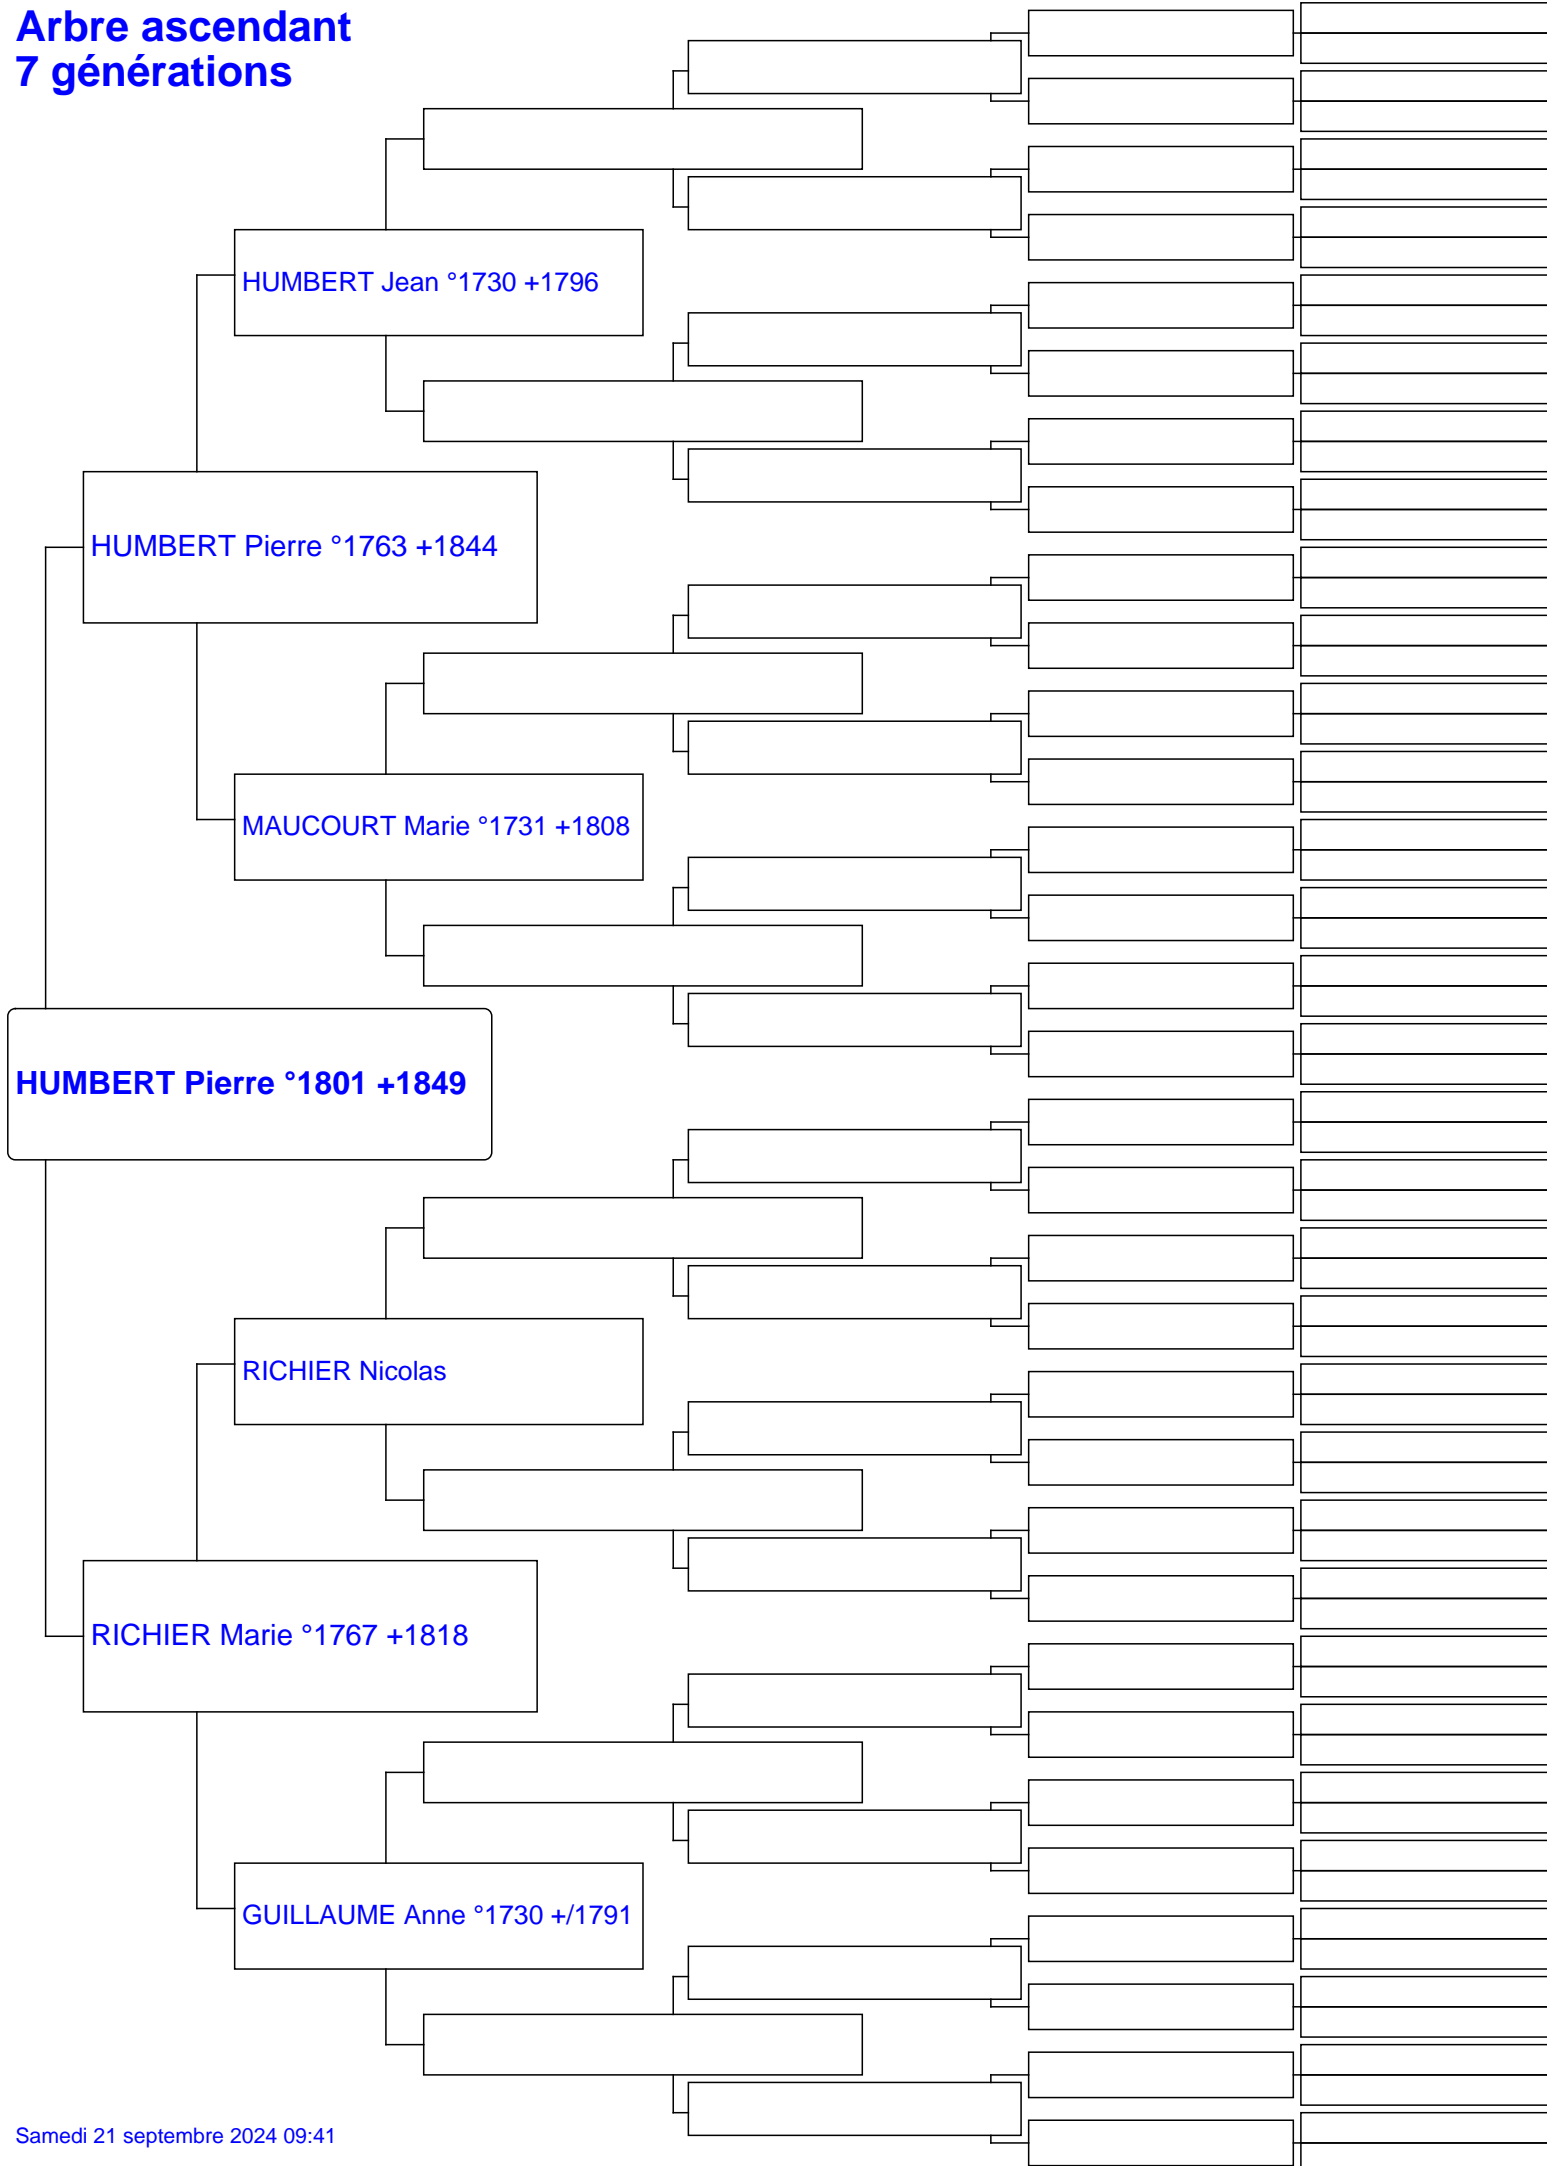 Arbre ascendant
7 générations
HUMBERT Jean °1730 +1796
HUMBERT Pierre °1763 +1844
MAUCOURT Marie °1731 +1808
HUMBERT Pierre °1801 +1849
RICHIER Nicolas
RICHIER Marie °1767 +1818
GUILLAUME Anne °1730 +/1791
Samedi 21 septembre 2024 09:41